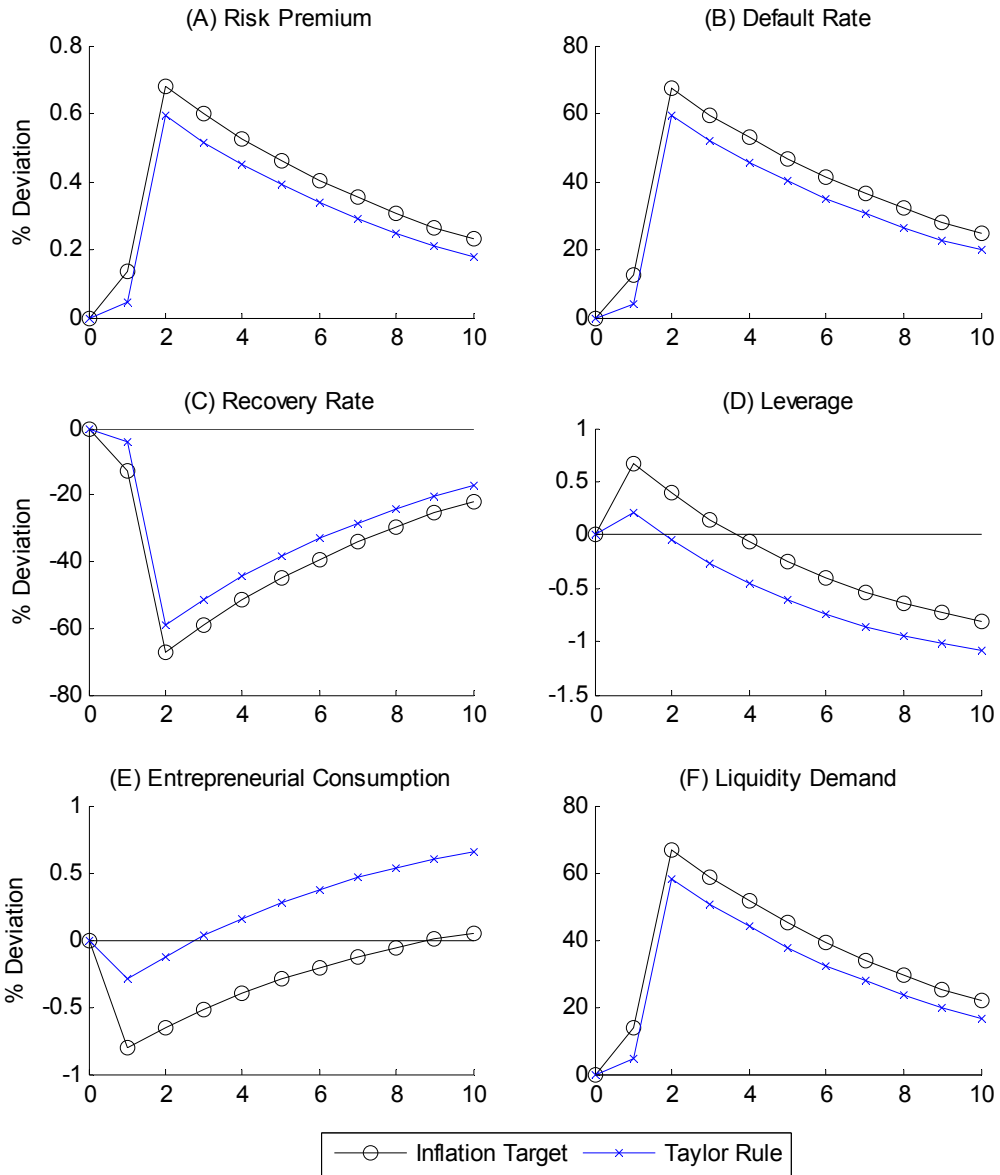 (A) Risk Premium
(B) Default Rate
% Deviation
0.8
0.6
0.4
0.2
0
0 2 4 6 8 10
80
60
40
20
0
0 2 4 6 8 10
(C) Recovery Rate
(D) Leverage
% Deviation
0
-20
-40
-60
-80
0 2 4 6 8 10
1
0.5
0
-0.5
-1
-1.5
0 2 4 6 8 10
(E) Entrepreneurial Consumption
(F) Liquidity Demand
% Deviation
1
0.5
0
-0.5
-1
0 2 4 6 8 10
80
60
40
20
0
0 2 4 6 8 10
Inflation Target Taylor Rule